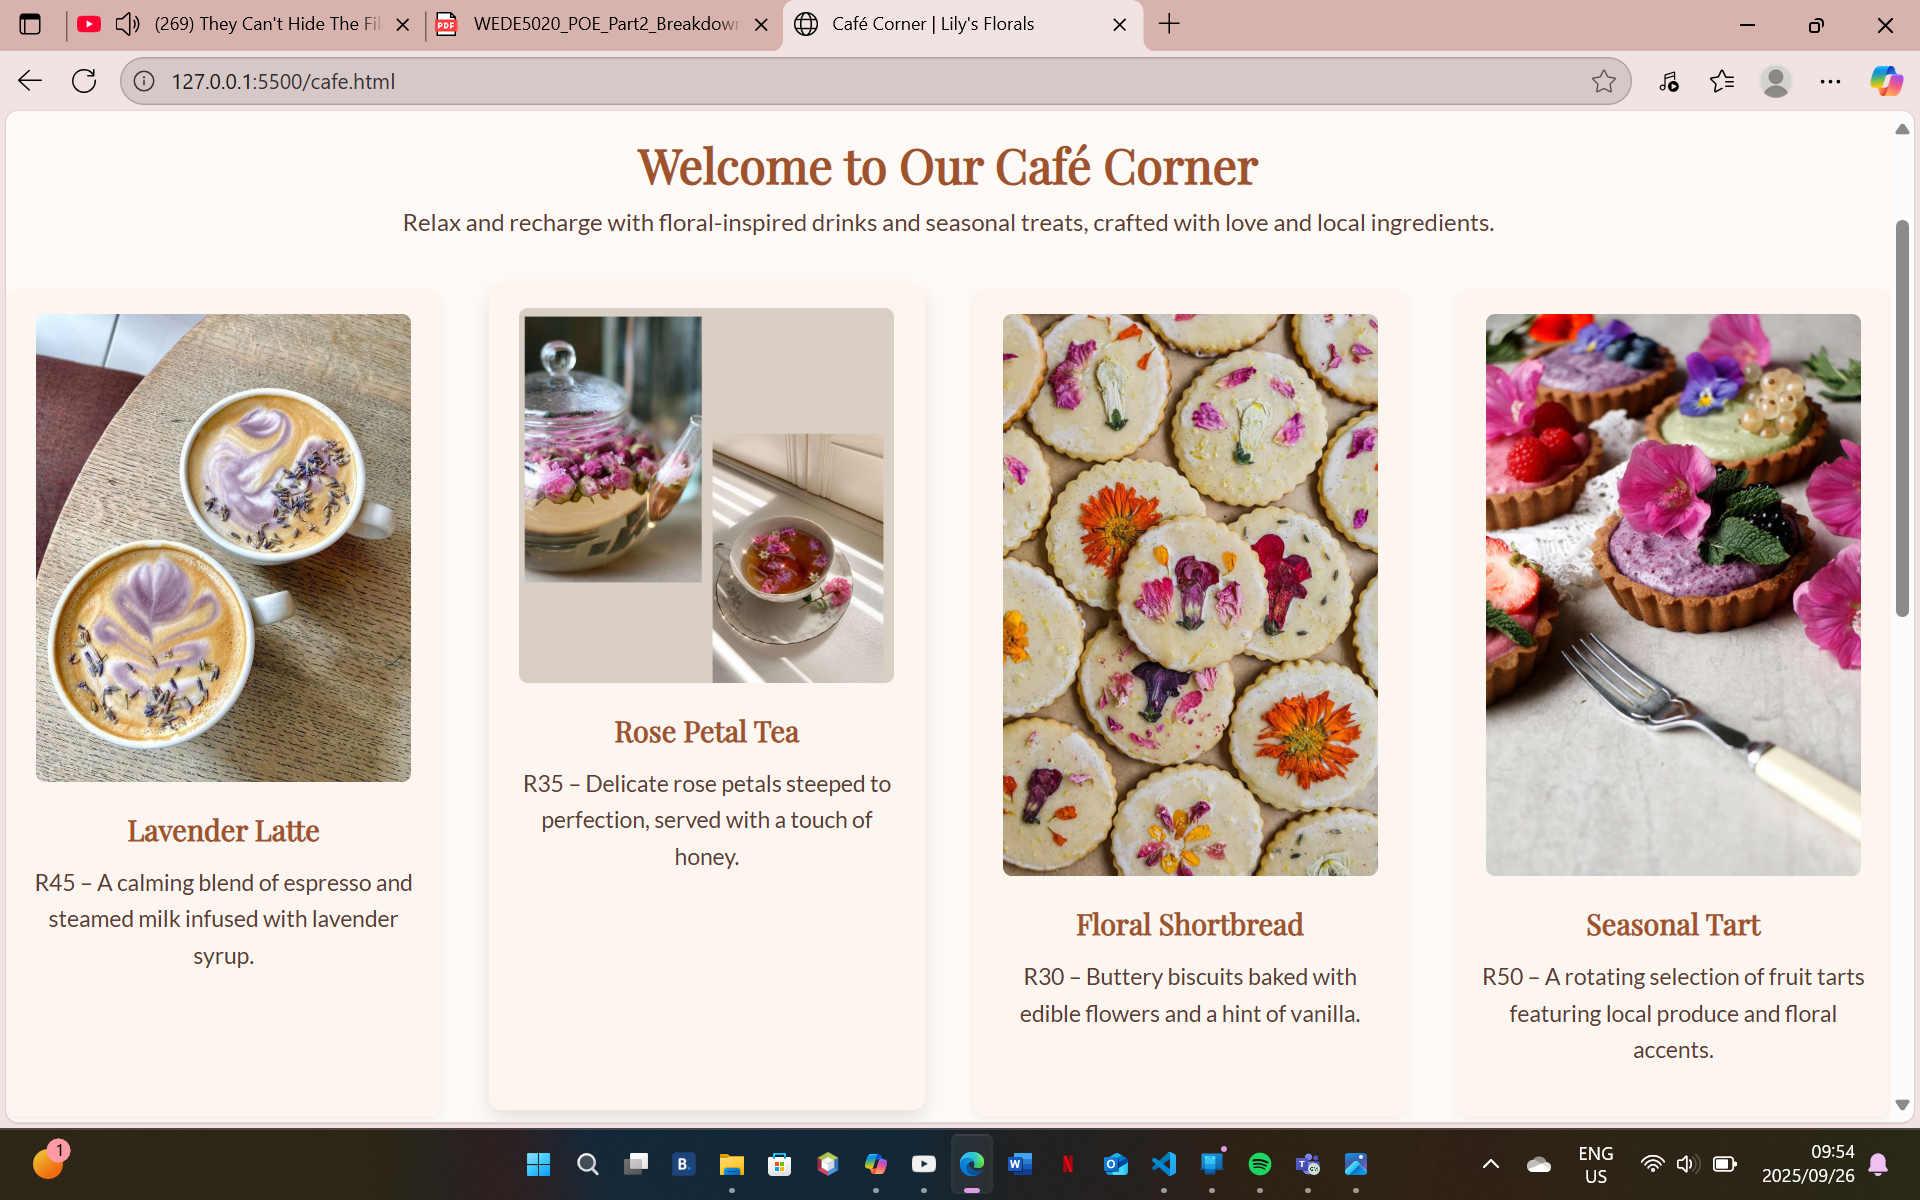 (269) They Can't Hide The Fil
WEDE5020_POE_Part2_Breakdown
Café Corner | Lily's Florals
127.0.0.1:5500/cafe.html
Welcome to Our Café Corner
Relax and recharge with floral-inspired drinks and seasonal treats, crafted with love and local ingredients.
Lavender Latte
R45 – A calming blend of espresso and
steamed milk infused with lavender
syrup.
Rose Petal Tea
R35 – Delicate rose petals steeped to
perfection, served with a touch of
honey.
Floral Shortbread
R30 – Buttery biscuits baked with
edible flowers and a hint of vanilla.
Seasonal Tart
R50 – A rotating selection of fruit tarts
featuring local produce and floral
accents.
1
ENG
US
09:54
2025/09/26